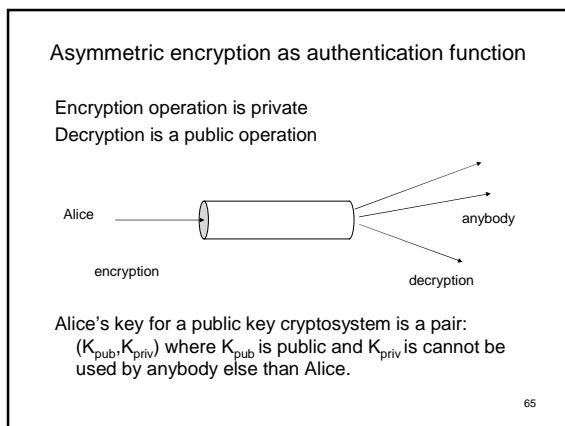 Asymmetric encryption as authentication function
Encryption operation is private
Decryption is a public operation
Alice
anybody
encryption
decryption
Alice's key for a public key cryptosystem is a pair:
(Kpub,Kpriv) where Kpub is public and Kpriv is cannot be
used by anybody else than Alice.
65